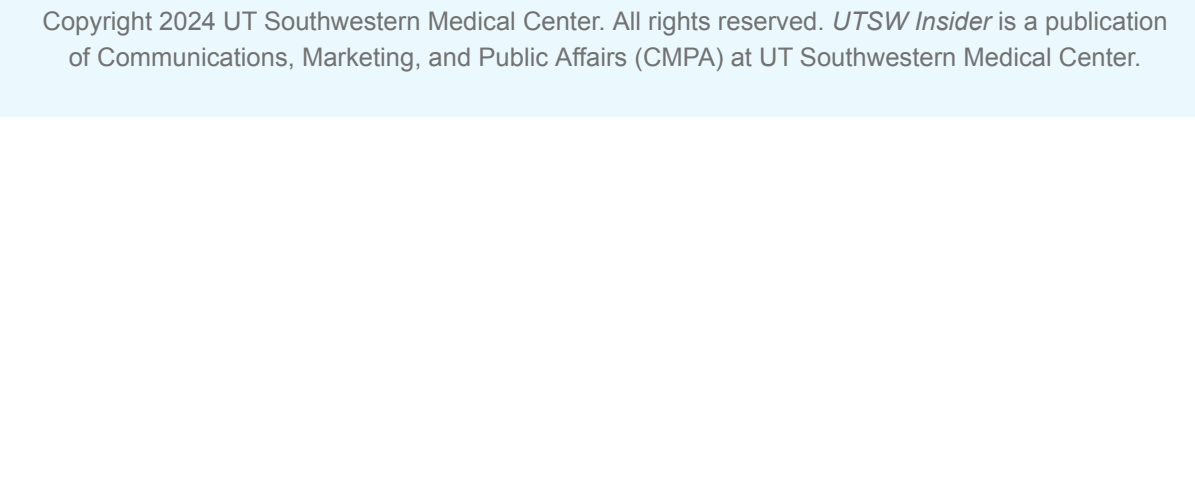 Copyright 2024 UT Southwestern Medical Center. All rights reserved. UTSW Insider is a publication
of Communications, Marketing, and Public Affairs (CMPA) at UT Southwestern Medical Center.